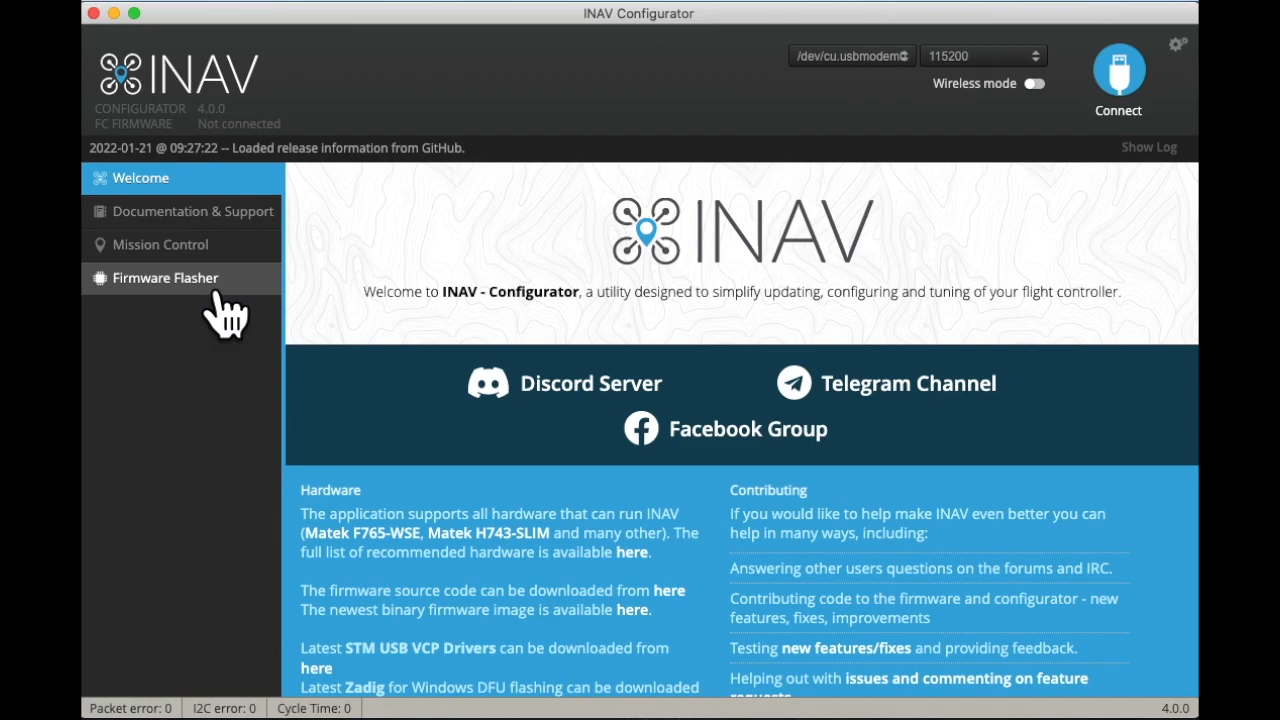 INAV Configurator
INAV
/dev/cu.usbmodem
115200
Wireless mode
Connect
CONFIGURATOR 4.0.0
FC FIRMWARE Not connected
2022-01-21 @ 09:27:22 -- Loaded release information from GitHub.
Show Log
Welcome
Documentation & Support
Mission Control
Firmware Flasher
INAV
Welcome to INAV - Configurator, a utility designed to simplify updating, configuring and tuning of your flight controller.
Discord Server
Telegram Channel
Facebook Group
Hardware
The application supports all hardware that can run INAV
(Matek F765-WSE, Matek H743-SLIM and many other). The
full list of recommended hardware is available here.
The firmware source code can be downloaded from here
The newest binary firmware image is available here.
Latest STM USB VCP Drivers can be downloaded from
here
Latest Zadig for Windows DFU flashing can be downloaded
Contributing
If you would like to help make INAV even better you can
help in many ways, including:
Answering other users questions on the forums and IRC.
Contributing code to the firmware and configurator - new
features, fixes, improvements
Testing new features/fixes and providing feedback.
Helping out with issues and commenting on feature
requests.
Packet error: 0
I2C error: 0
Cycle Time: 0
4.0.0